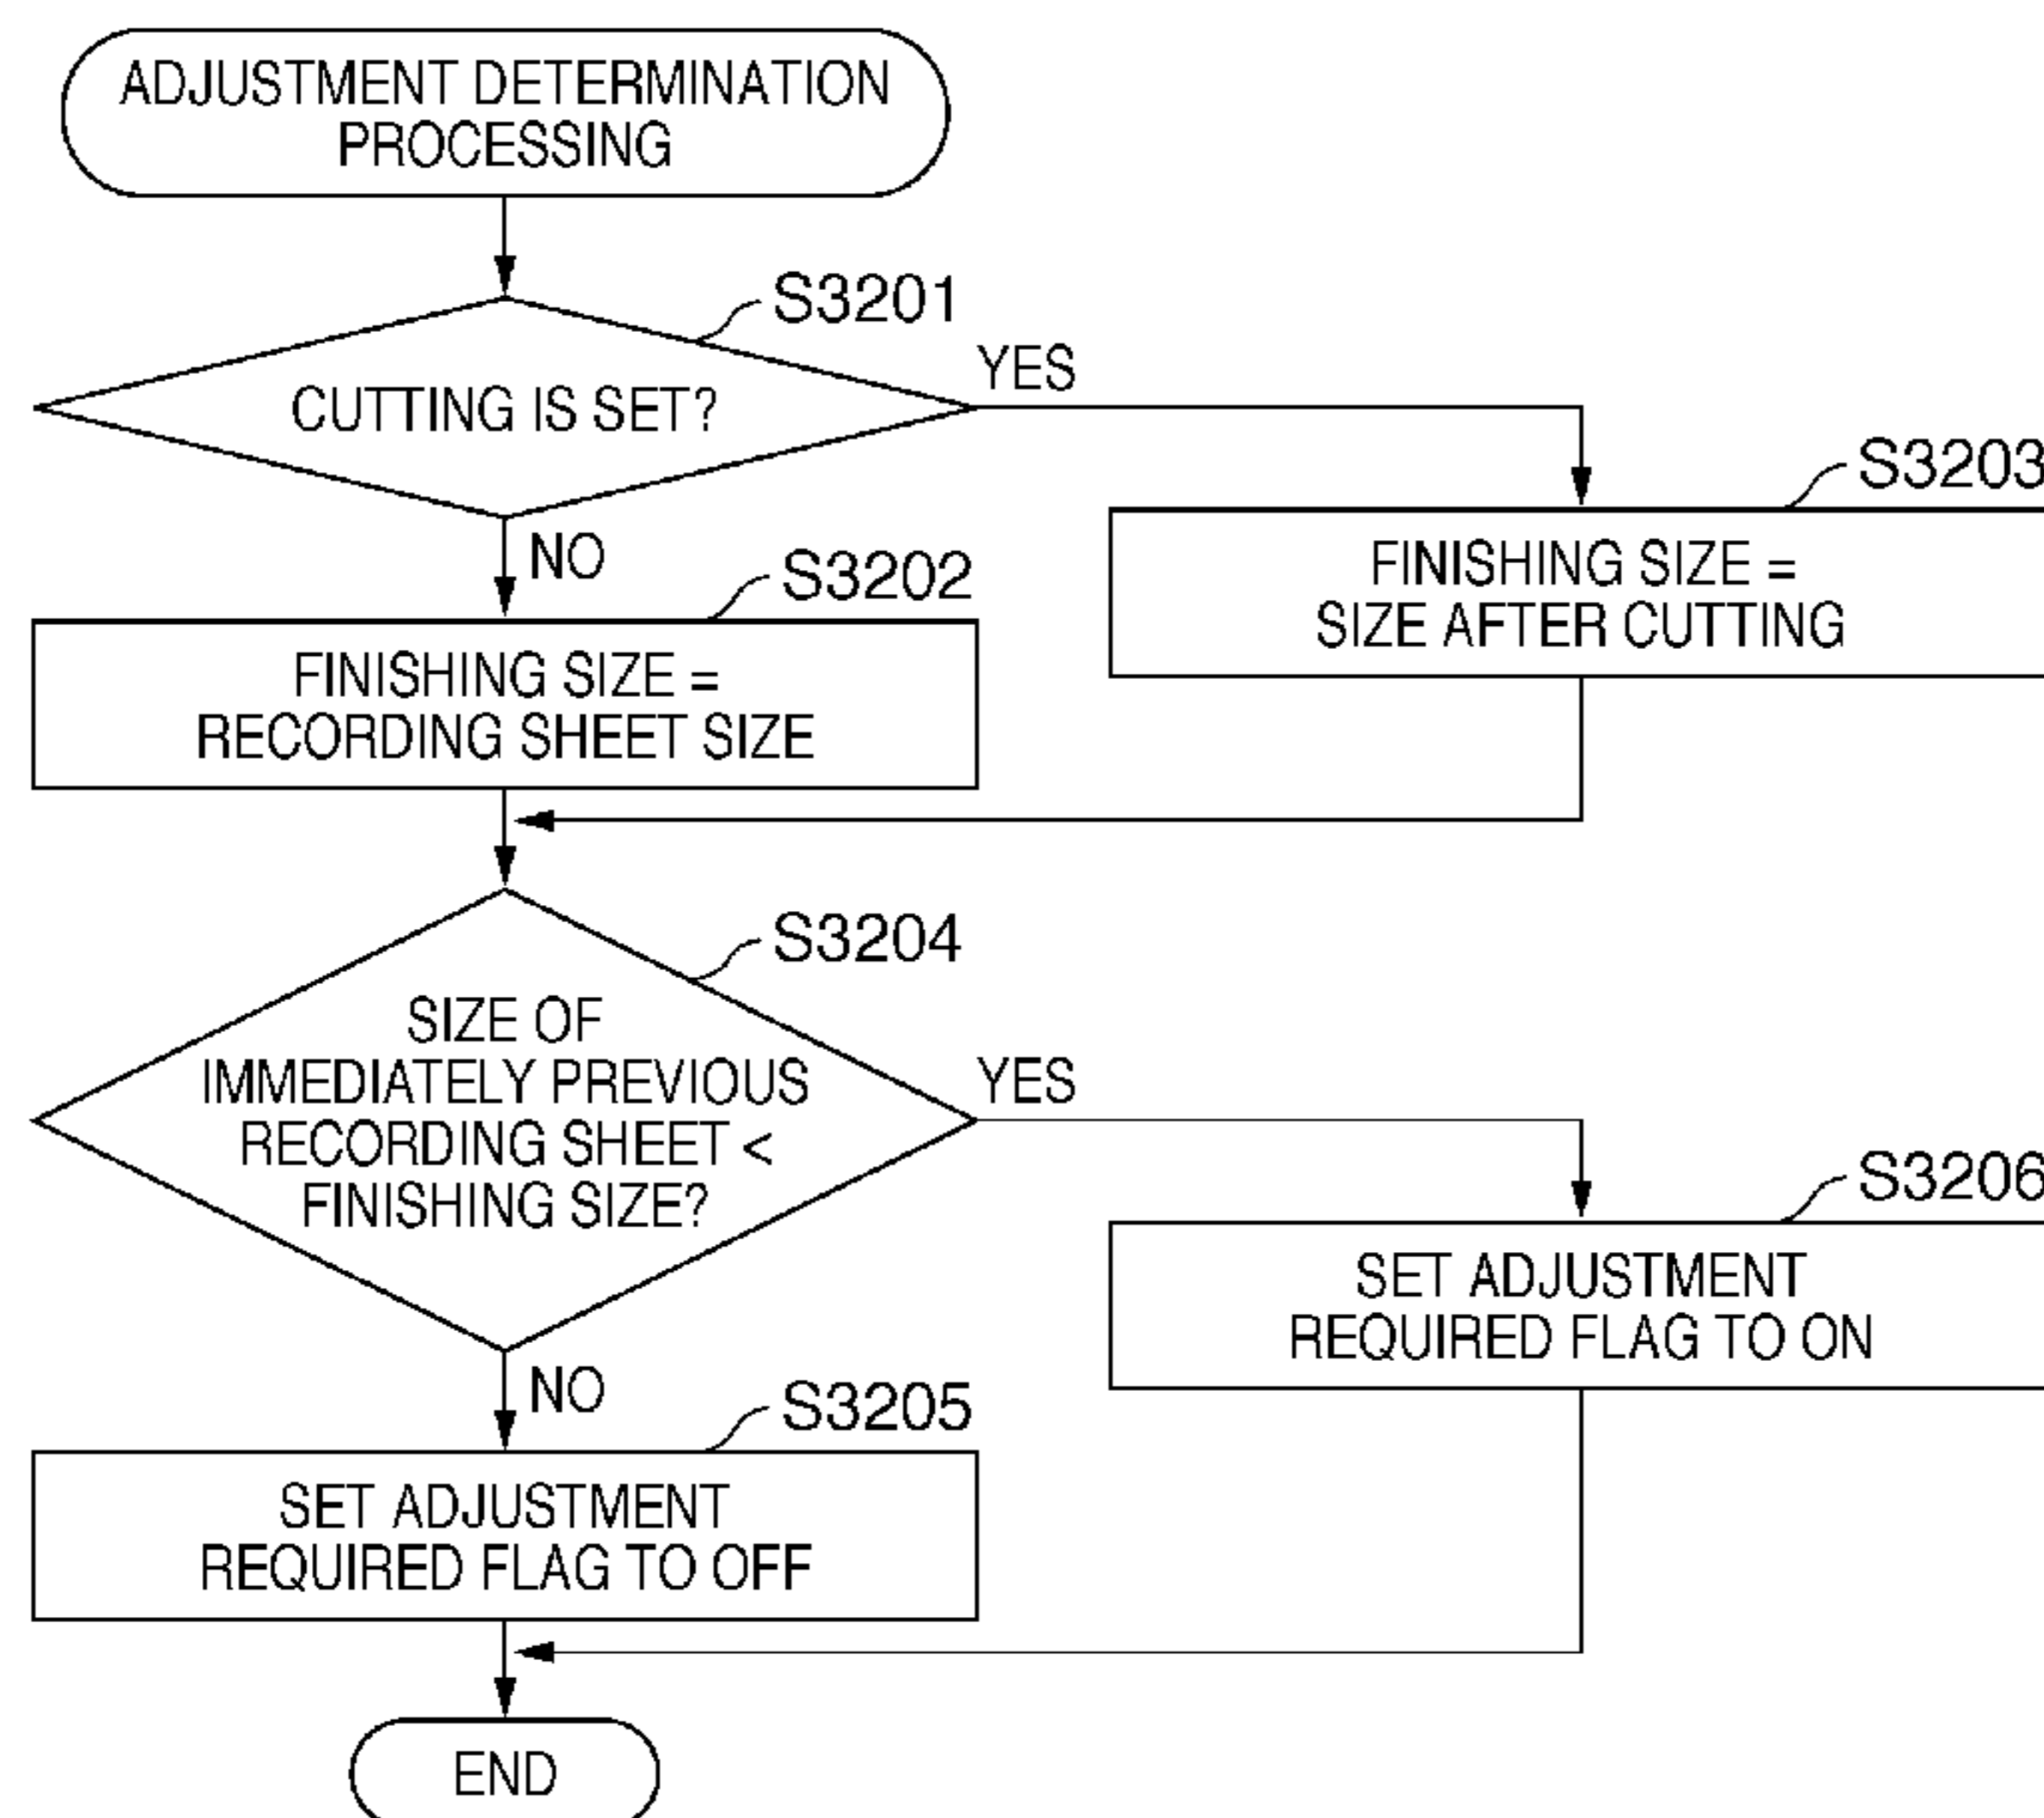 ADJUSTMENT DETERMINATION
PROCESSING
S3201
CUTTING IS SET?
YES
NO
S3203
FINISHING SIZE =
SIZE AFTER CUTTING
S3202
FINISHING SIZE =
RECORDING SHEET SIZE
S3204
SIZE OF
IMMEDIATELY PREVIOUS
RECORDING SHEET <
FINISHING SIZE?
YES
NO
S3206
SET ADJUSTMENT
REQUIRED FLAG TO ON
S3205
SET ADJUSTMENT
REQUIRED FLAG TO OFF
END